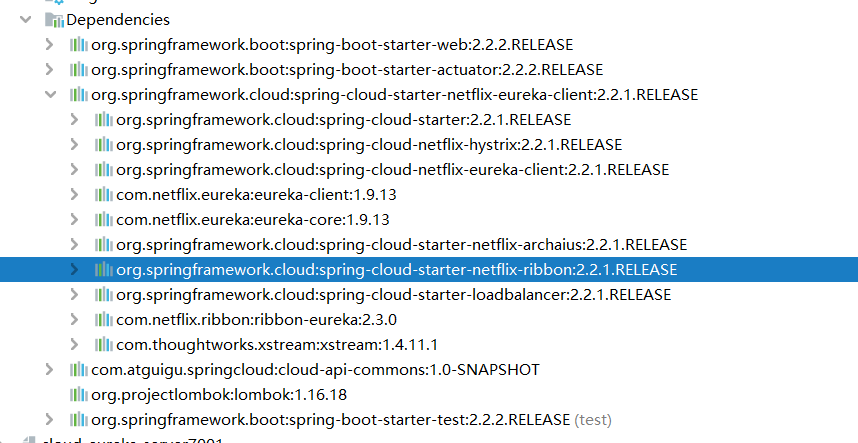 Dependencies
org.springframework.boot:spring-boot-starter-web:2.2.2.RELEASE
org.springframework.boot:spring-boot-starter-actuator:2.2.2.RELEASE
org.springframework.cloud:spring-cloud-starter-netflix-eureka-client:2.2.1.RELEASE
org.springframework.cloud:spring-cloud-starter:2.2.1.RELEASE
org.springframework.cloud:spring-cloud-netflix-hystrix:2.2.1.RELEASE
org.springframework.cloud:spring-cloud-netflix-eureka-client:2.2.1.RELEASE
com.netflix.eureka:eureka-client:1.9.13
com.netflix.eureka:eureka-core:1.9.13
org.springframework.cloud:spring-cloud-starter-netflix-archaius:2.2.1.RELEASE
org.springframework.cloud:spring-cloud-starter-netflix-ribbon:2.2.1.RELEASE
org.springframework.cloud:spring-cloud-starter-loadbalancer:2.2.1.RELEASE
com.netflix.ribbon:ribbon-eureka:2.3.0
com.thoughtworks.xstream:xstream:1.4.11.1
com.atguigu.springcloud:cloud-api-commons:1.0-SNAPSHOT
org.projectlombok:lombok:1.16.18
org.springframework.boot:spring-boot-starter-test:2.2.2.RELEASE (test)
cloud-eureka-server7001